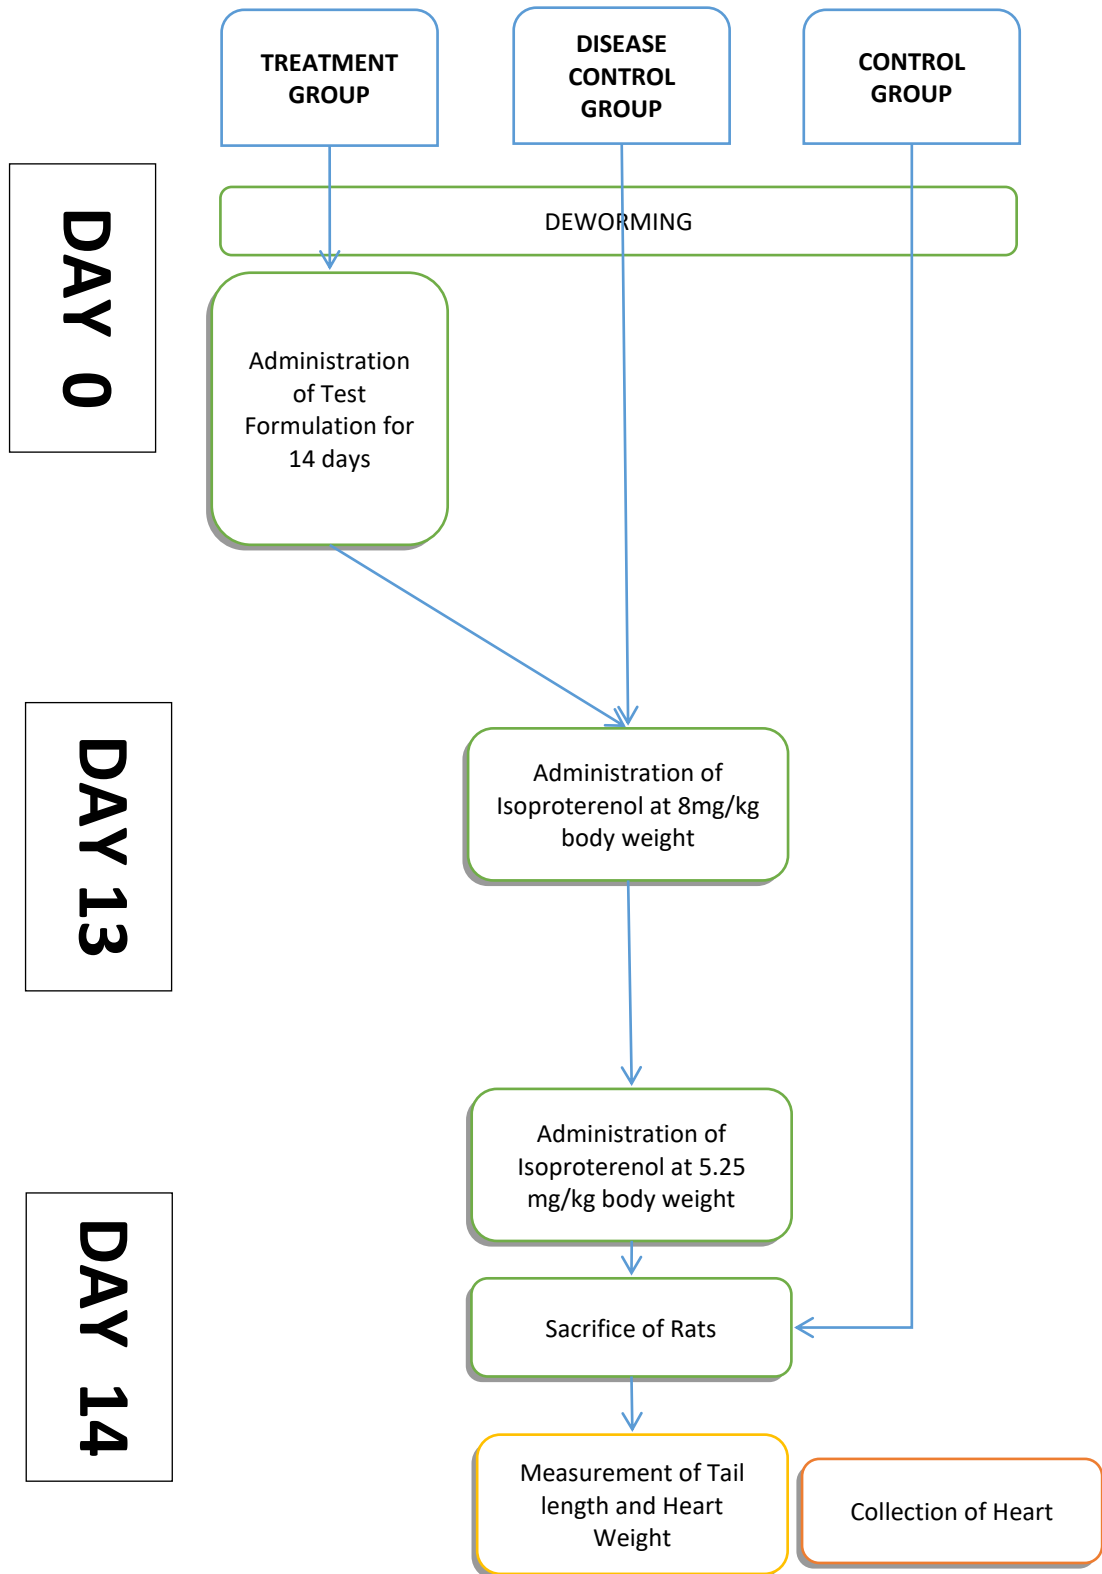 TREATMENT
GROUP
DISEASE
CONTROL
GROUP
CONTROL
GROUP
DAY 0
DEWORMING
Administration
of Test
Formulation for
14 days
DAY 13
Administration of
Isoproterenol at 8mg/kg
body weight
Administration of
Isoproterenol at 5.25
mg/kg body weight
DAY 14
Sacrifice of Rats
Measurement of Tail
length and Heart
Weight
Collection of Heart